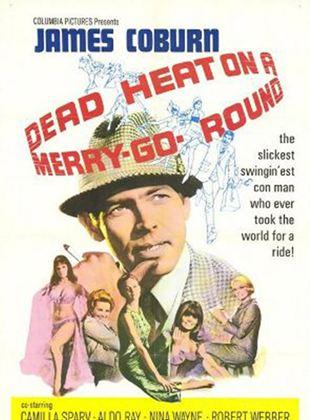 COLUMBIA PICTURES Presents
JAMES COBURN
DEAD HEAT ON A
MERRY-GO-ROUND
the
slickest
swingin'est
con man
who ever
took the
world for a
ride!
co-starring
CAMILLA SPARV · ALDO RAY · NINA WAYNE · ROBERT WEBBER